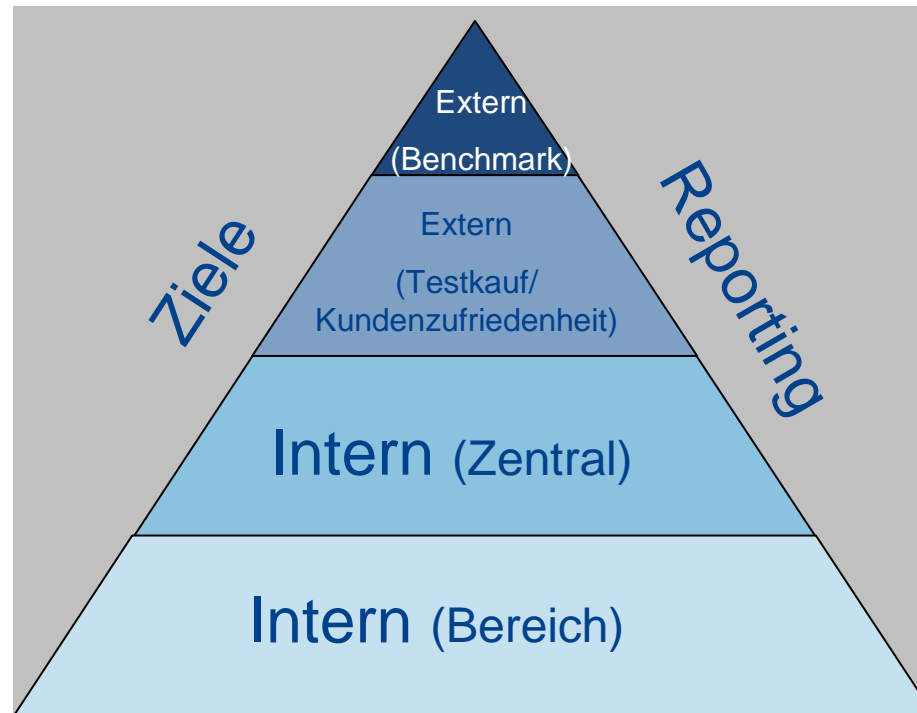 Extern
(Benchmark)
Extern
(Testkauf/
Kundenzufriedenheit)
Ziele
Reporting
Intern (Zentral)
Intern (Bereich)